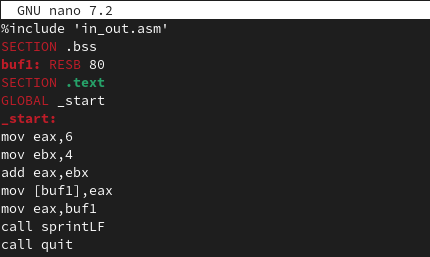 GNU nano 7.2
%include 'in_out.asm'
SECTION .bss
buf1: RESB 80
SECTION .text
GLOBAL _start
_start:
mov eax,6
mov ebx,4
add eax,ebx
mov [buf1],eax
mov eax,buf1
call sprintLF
call quit